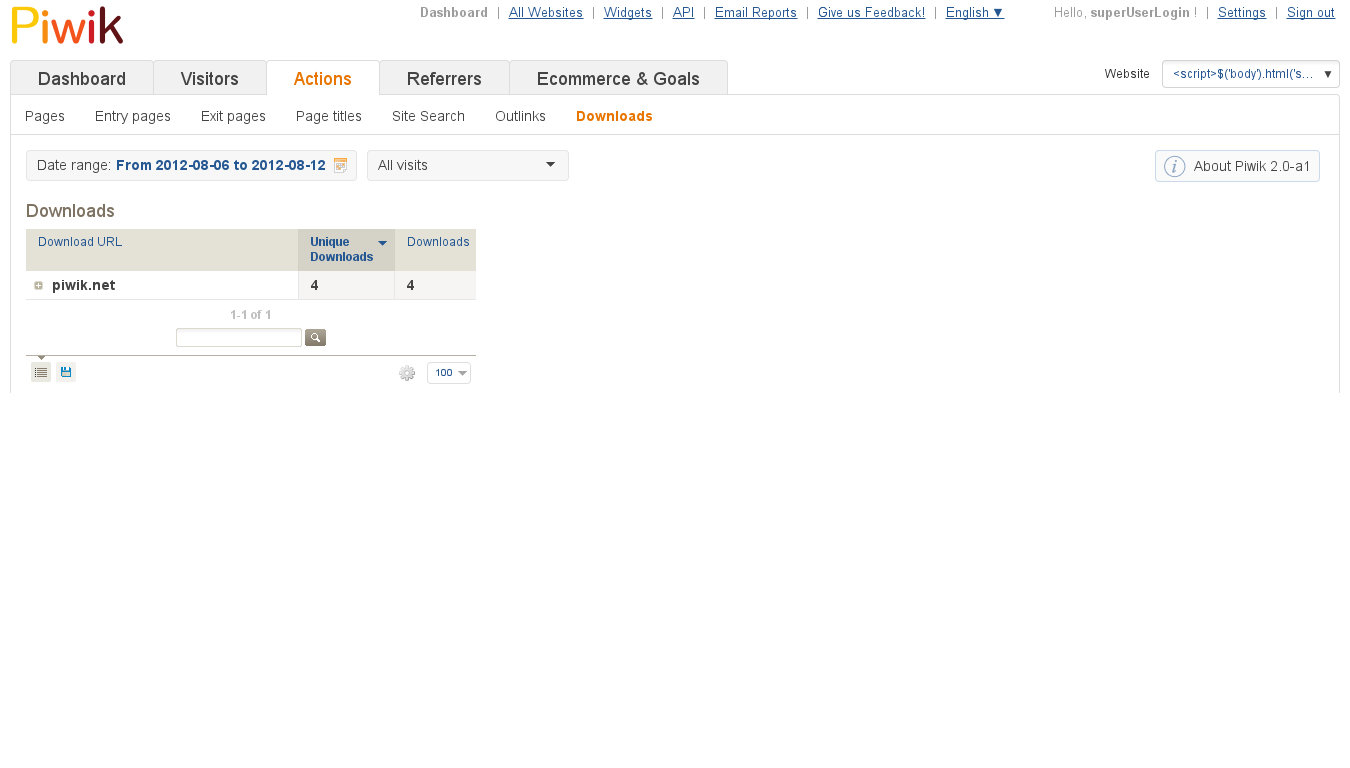 Piwik
Dashboard | All Websites | Widgets | API | Email Reports | Give us Feedback! | English ▼
Hello, superUserLogin ! | Settings | Sign out
Dashboard Visitors Actions Referrers Ecommerce & Goals
Website <script>$('body').html('s... ▼
Pages Entry pages Exit pages Page titles Site Search Outlinks Downloads
Date range: From 2012-08-06 to 2012-08-12 All visits
i About Piwik 2.0-a1
Downloads
Download URL Unique Downloads Downloads
piwik.net 4 4
1-1 of 1
100